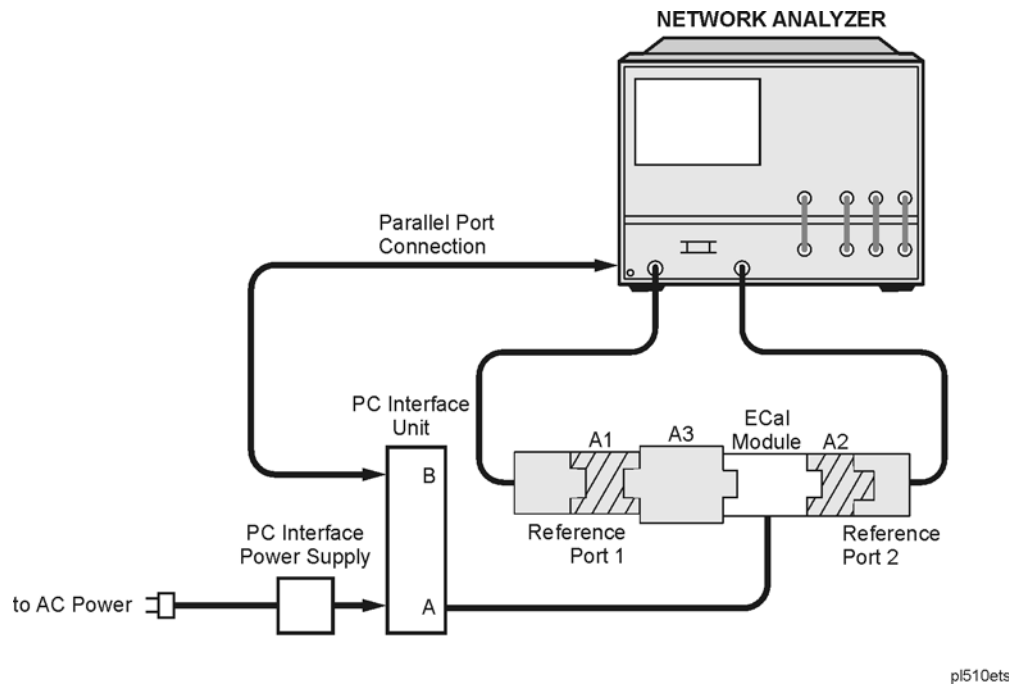 NETWORK ANALYZER
Parallel Port
Connection
PC Interface
Unit
B
A
PC Interface
Power Supply
to AC Power
A1
A3
ECal
Module
A2
Reference
Port 1
Reference
Port 2
pl510ets